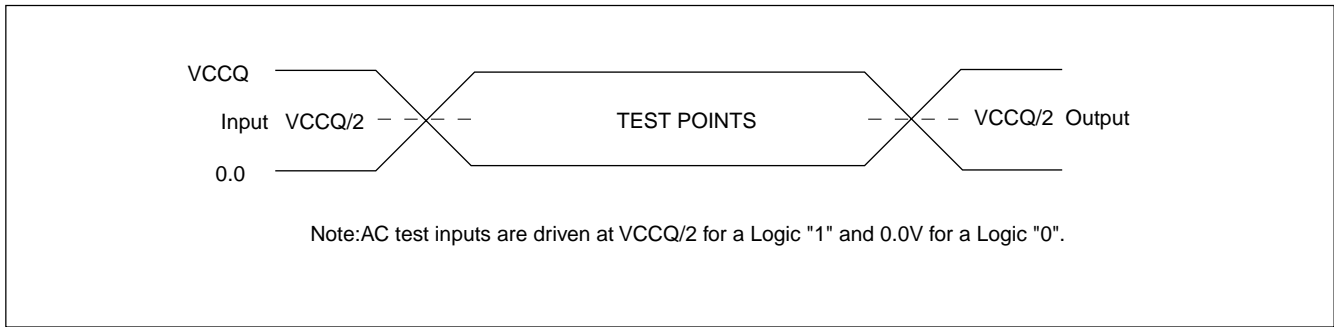 VCCQ
Input VCCQ/2 TEST POINTS VCCQ/2 Output
0.0
Note:AC test inputs are driven at VCCQ/2 for a Logic "1" and 0.0V for a Logic "0".